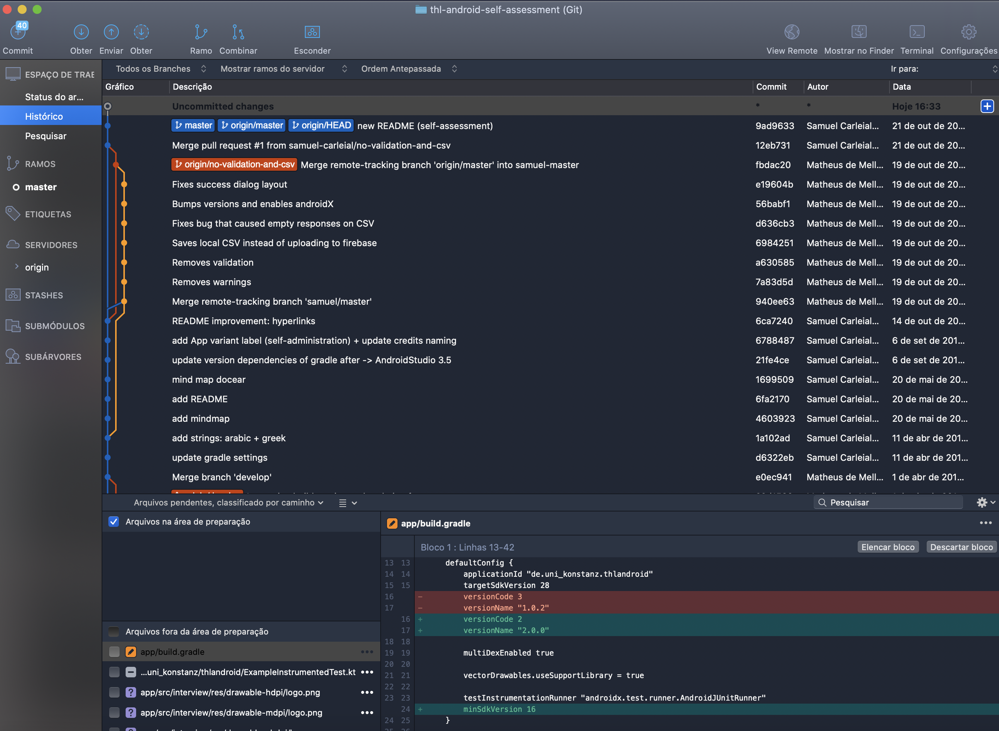 thl-android-self-assessment (Git)
40
Commit Obter Enviar Obter Ramo Combinar Esconder View Remote Mostrar no Finder Terminal Configurações
ESPAÇO DE TRAB
Status do ar...
Histórico
Pesquisar
RAMOS
master
ETIQUETAS
SERVIDORES
origin
STASHES
SUBMÓDULOS
SUBÁRVORES
Todos os Branches Mostrar ramos do servidor Ordem Antepassada Ir para:
Gráfico Descrição Commit Autor Data
Uncommitted changes * * Hoje 16:33
master origin/master origin/HEAD new README (self-assessment) 9ad9633 Samuel Carleial... 21 de out de 20...
Merge pull request #1 from samuel-carleial/no-validation-and-csv 12eb731 Samuel Carleial... 21 de out de 20...
origin/no-validation-and-csv Merge remote-tracking branch 'origin/master' into samuel-master fbdac20 Matheus de Mell... 19 de out de 20...
Fixes success dialog layout e19604b Matheus de Mell... 19 de out de 20...
Bumps versions and enables androidX 56babf1 Matheus de Mell... 19 de out de 20...
Fixes bug that caused empty responses on CSV d636cb3 Matheus de Mell... 19 de out de 20...
Saves local CSV instead of uploading to firebase 6984251 Matheus de Mell... 19 de out de 20...
Removes validation a630585 Matheus de Mell... 19 de out de 20...
Removes warnings 7a83d5d Matheus de Mell... 19 de out de 20...
Merge remote-tracking branch 'samuel/master' 940ee63 Matheus de Mell... 19 de out de 20...
README improvement: hyperlinks 6ca7240 Samuel Carleial... 14 de out de 20...
add App variant label (self-administration) + update credits naming 6788487 Samuel Carleial... 6 de set de 201...
update version dependencies of gradle after -> AndroidStudio 3.5 21fe4ce Samuel Carleial... 6 de set de 201...
mind map docear 1699509 Samuel Carleial... 20 de mai de 20...
add README 6fa2170 Samuel Carleial... 20 de mai de 20...
add mindmap 4603923 Samuel Carleial... 20 de mai de 20...
add strings: arabic + greek 1a102ad Samuel Carleial... 11 de abr de 201...
update gradle settings d6322eb Samuel Carleial... 11 de abr de 201...
Merge branch 'develop' e0ec941 Matheus de Mell... 1 de abr de 201...
Arquivos pendentes, classificado por caminho Pesquisar
Arquivos na área de preparação
Arquivos fora da área de preparação
app/build.gradle •••
...uni_konstanz/thlandroid/ExampleInstrumentedTest.kt •••
? app/src/interview/res/drawable-hdpi/logo.png •••
? app/src/interview/res/drawable-mdpi/logo.png •••
app/build.gradle •••
Bloco 1 : Linhas 13-42 Elencar bloco Descartar bloco
13 13 defaultConfig {
14 14 applicationId "de.uni_konstanz.thlandroid"
15 15 targetSdkVersion 28
16 - versionCode 3
17 - versionName "1.0.2"
16 + versionCode 2
17 + versionName "2.0.0"
18 18
19 19 multiDexEnabled true
20 20
21 21 vectorDrawables.useSupportLibrary = true
22 22
23 23 testInstrumentationRunner "androidx.test.runner.AndroidJUnitRunner"
24 + minSdkVersion 16
24 25 }